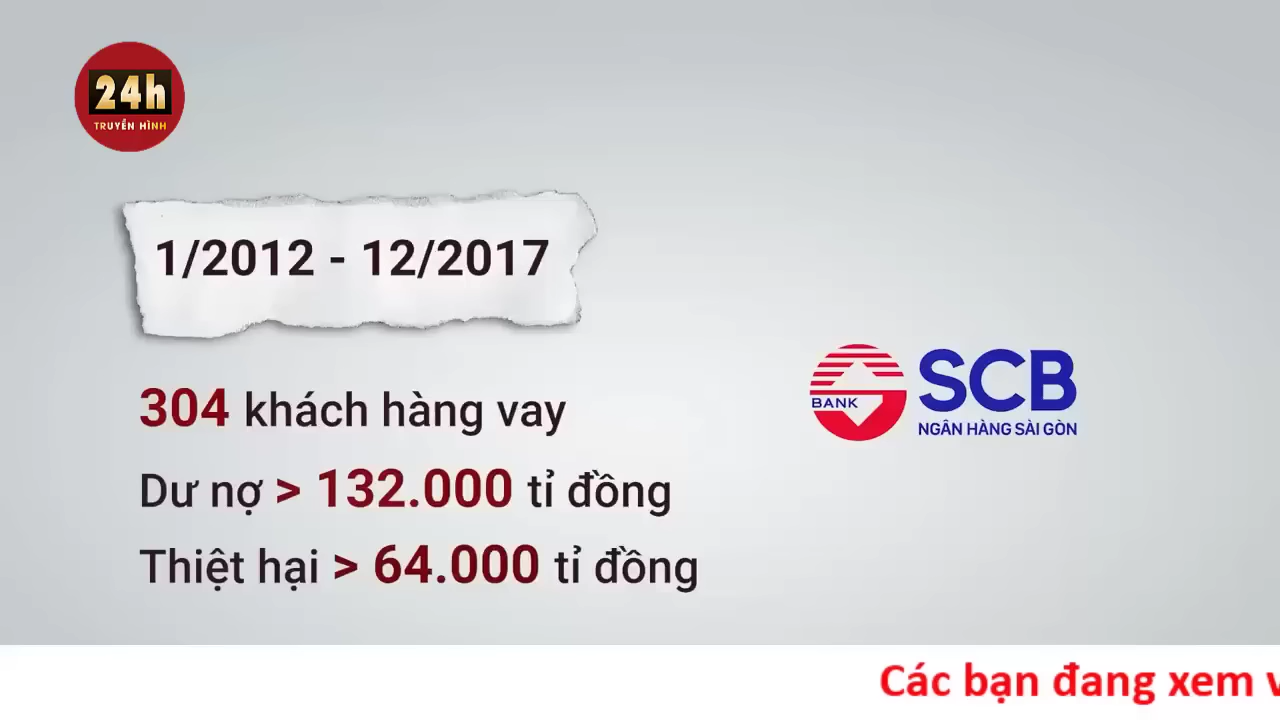 24h
TRUYỀN HÌNH
1/2012 - 12/2017
304 khách hàng vay
Dư nợ > 132.000 tỉ đồng
Thiệt hại > 64.000 tỉ đồng
BANK
SCB
NGÂN HÀNG SÀI GÒN
Các bạn đang xem